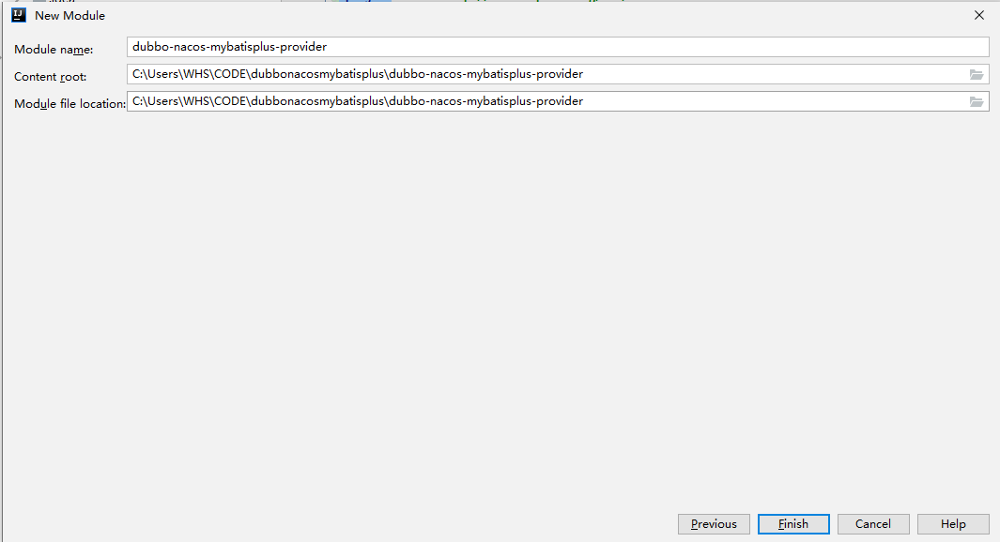 New Module
Module name: dubbo-nacos-mybatisplus-provider
Content root: C:\Users\WHS\CODE\dubbonacosmybatisplus\dubbo-nacos-mybatisplus-provider
Module file location: C:\Users\WHS\CODE\dubbonacosmybatisplus\dubbo-nacos-mybatisplus-provider
Previous Finish Cancel Help